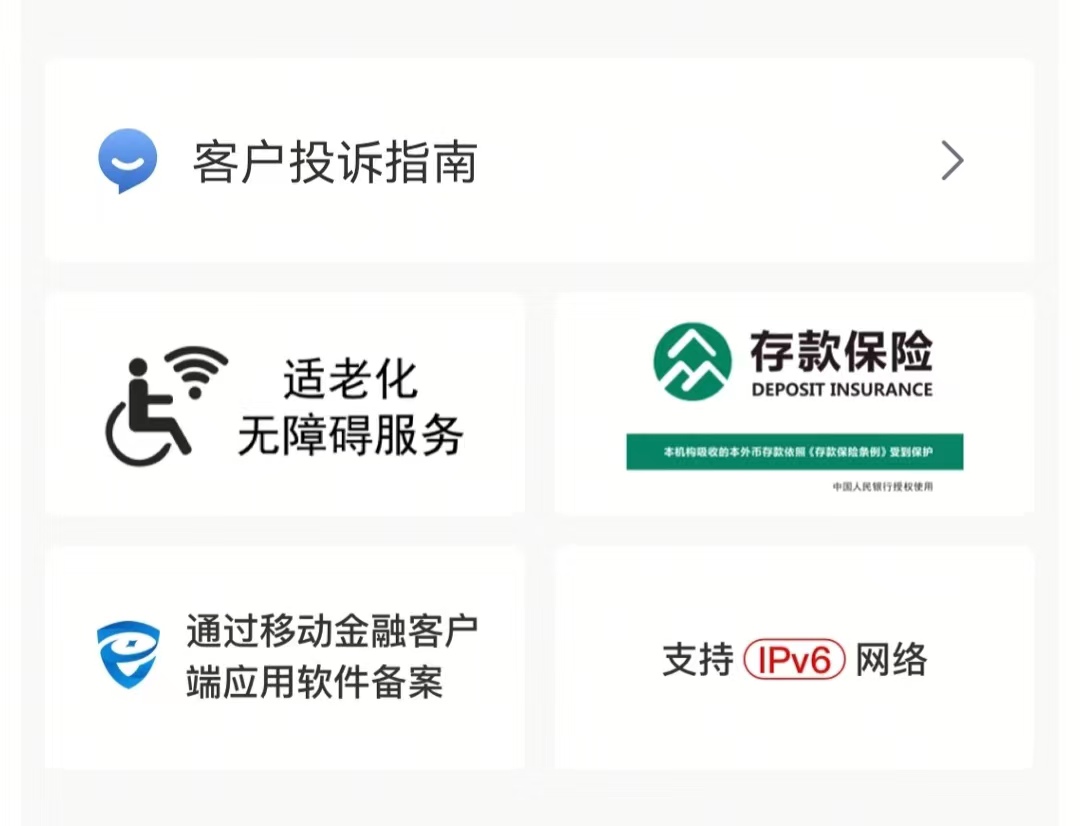 客户投诉指南
适老化
无障碍服务
存款保险
DEPOSIT INSURANCE
本机构吸收的本外币存款依照《存款保险条例》受到保护
中国人民银行授权使用
通过移动金融客户
端应用软件备案
支持 IPv6 网络